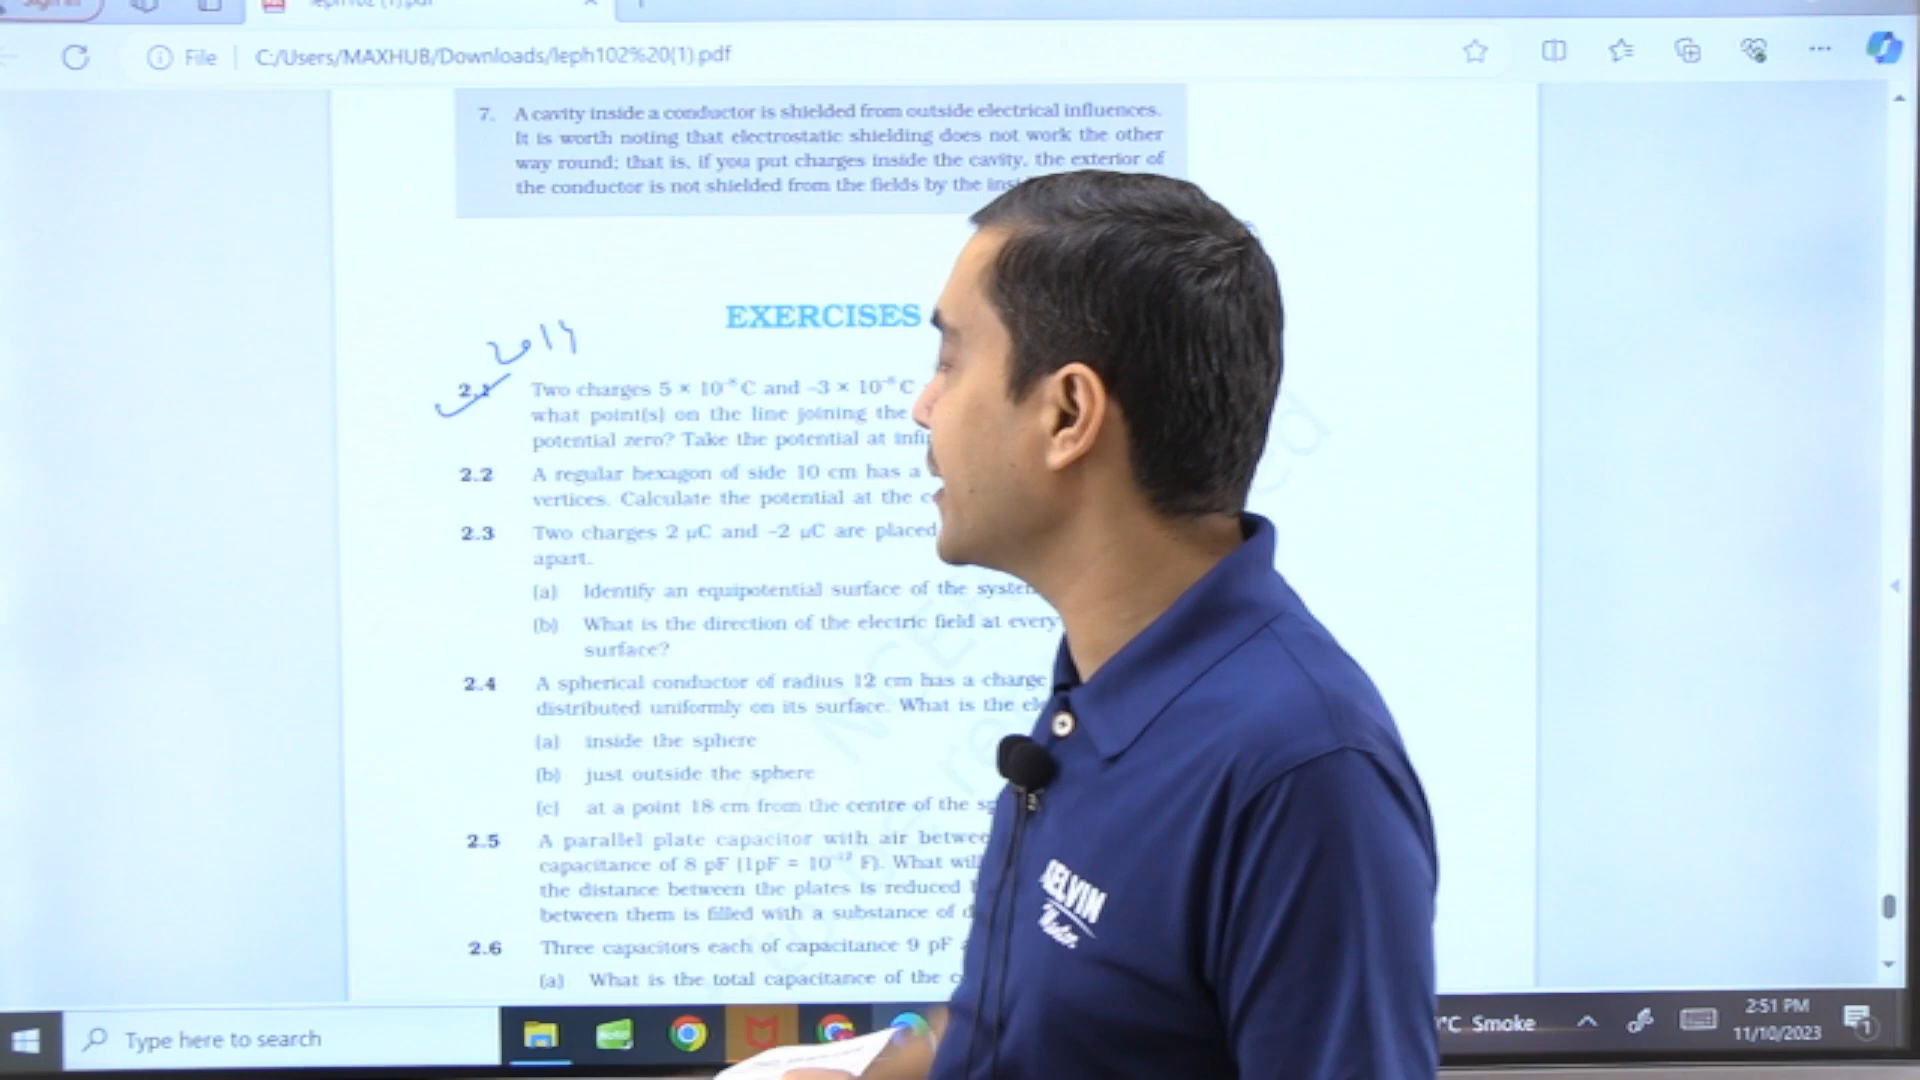 File
C:/Users/MAXHUB/Downloads/leph102%20(1).pdf
7. A cavity inside a conductor is shielded from outside electrical influences.
It is worth noting that electrostatic shielding does not work the other
way round; that is, if you put charges inside the cavity, the exterior of
the conductor is not shielded from the fields by the
EXERCISES
2.1 Two charges 5 × 10⁻⁸ C and –3 × 10⁻⁸ C
what point(s) on the line joining the
potential zero? Take the potential at
2.2 A regular hexagon of side 10 cm has a
vertices. Calculate the potential at the
2.3 Two charges 2 µC and –2 µC are placed
apart.
(a) Identify an equipotential surface of the
(b) What is the direction of the electric field at every
surface?
2.4 A spherical conductor of radius 12 cm has a charge
distributed uniformly on its surface. What is the
(a) inside the sphere
(b) just outside the sphere
(c) at a point 18 cm from the centre of the
2.5 A parallel plate capacitor with air
capacitance of 8 pF (1pF = 10⁻¹² F). What
the distance between the plates is reduced
between them is filled with a substance of
2.6 Three capacitors each of capacitance 9 pF
(a) What is the total capacitance of the
SELVIN
Type here to search
°C Smoke
2:51 PM
11/10/2023